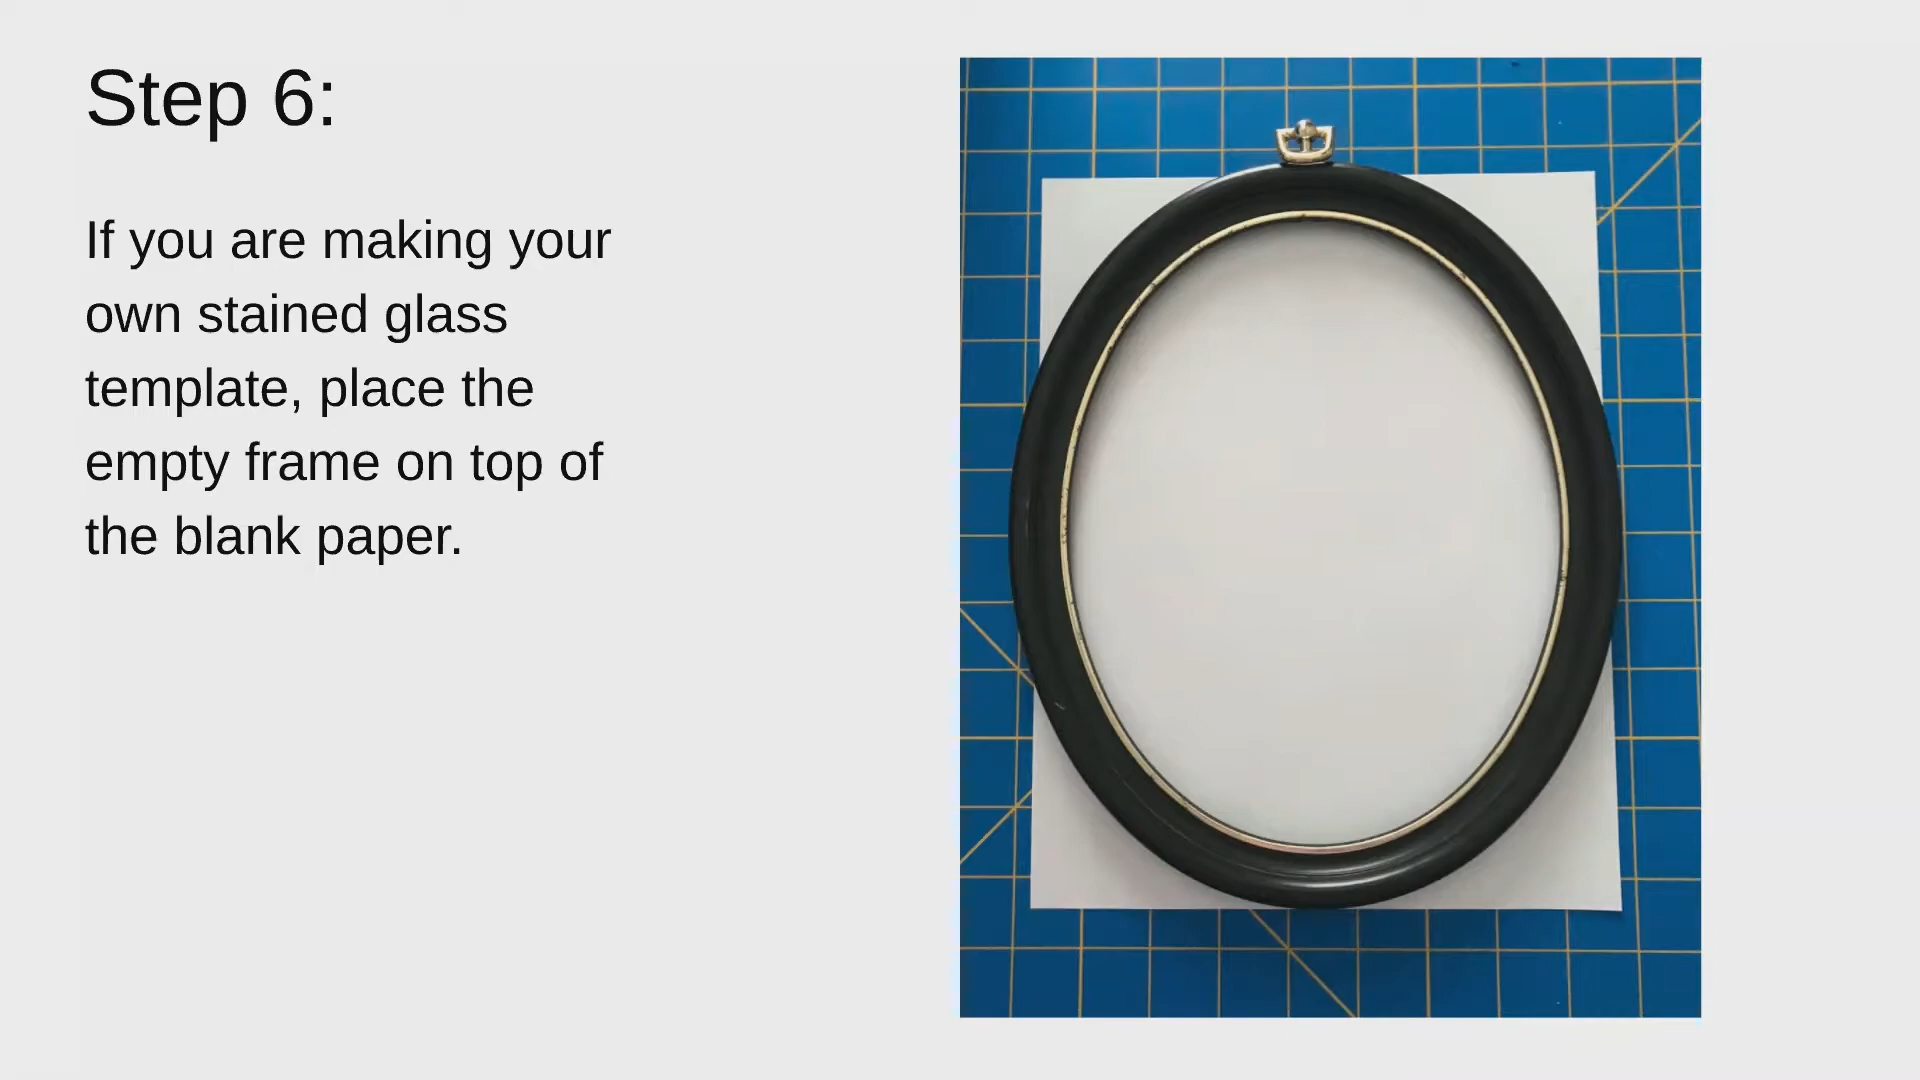 Step 6:
If you are making your
own stained glass
template, place the
empty frame on top of
the blank paper.